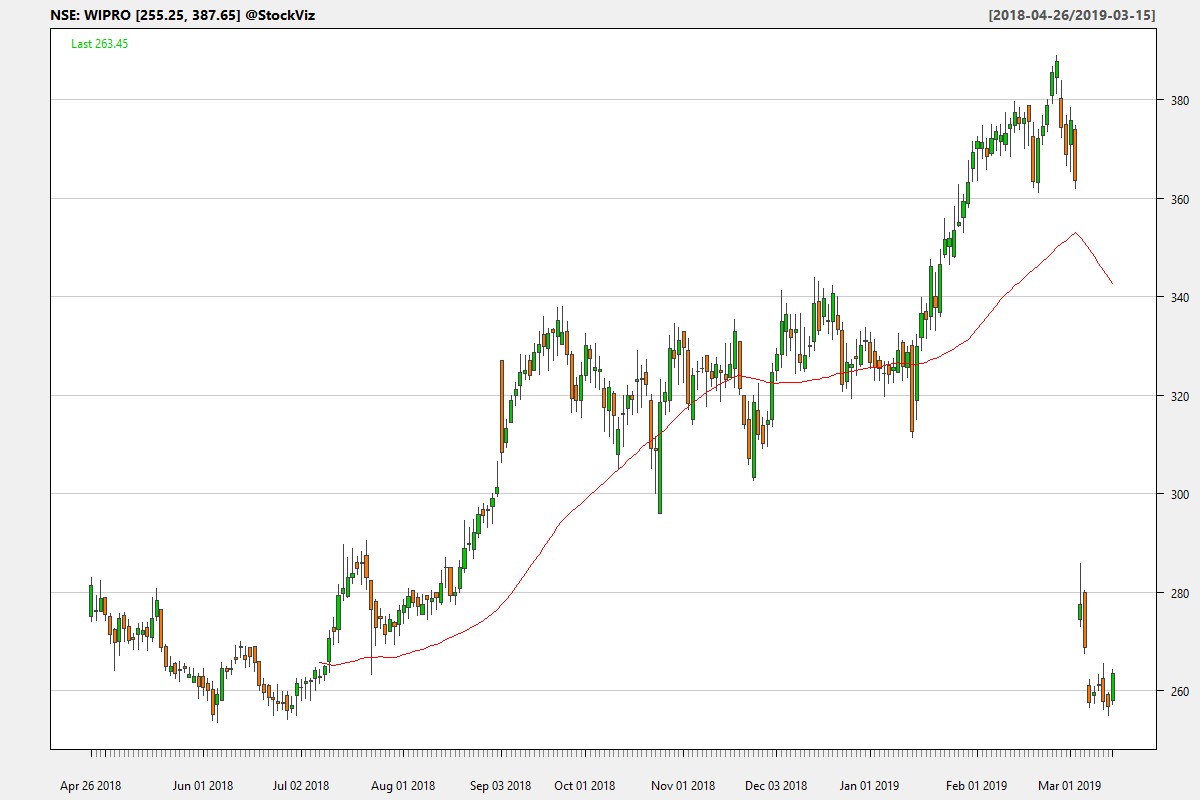 NSE: WIPRO [255.25, 387.65] @StockViz
[2018-04-26/2019-03-15]
Last 263.45
380
360
340
320
300
280
260
Apr 26 2018
Jun 01 2018
Jul 02 2018
Aug 01 2018
Sep 03 2018
Oct 01 2018
Nov 01 2018
Dec 03 2018
Jan 01 2019
Feb 01 2019
Mar 01 2019